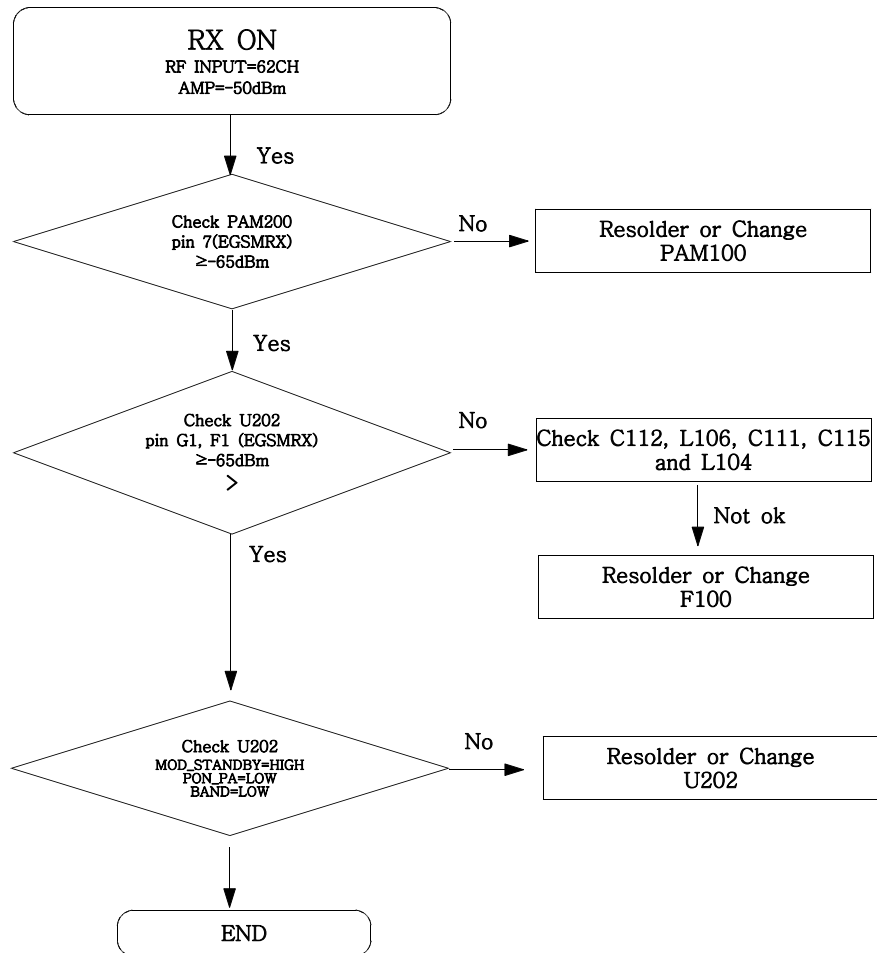 RX ON
RF INPUT=62CH
AMP=-50dBm
Yes
Check PAM200
pin 7(EGSMRX)
≥-65dBm
No
Resolder or Change
PAM100
Yes
Check U202
pin G1, F1 (EGSMRX)
≥-65dBm
>
No
Check C112, L106, C111, C115
and L104
Not ok
Resolder or Change
F100
Yes
Check U202
MOD_STANDBY=HIGH
PON_PA=LOW
BAND=LOW
No
Resolder or Change
U202
END